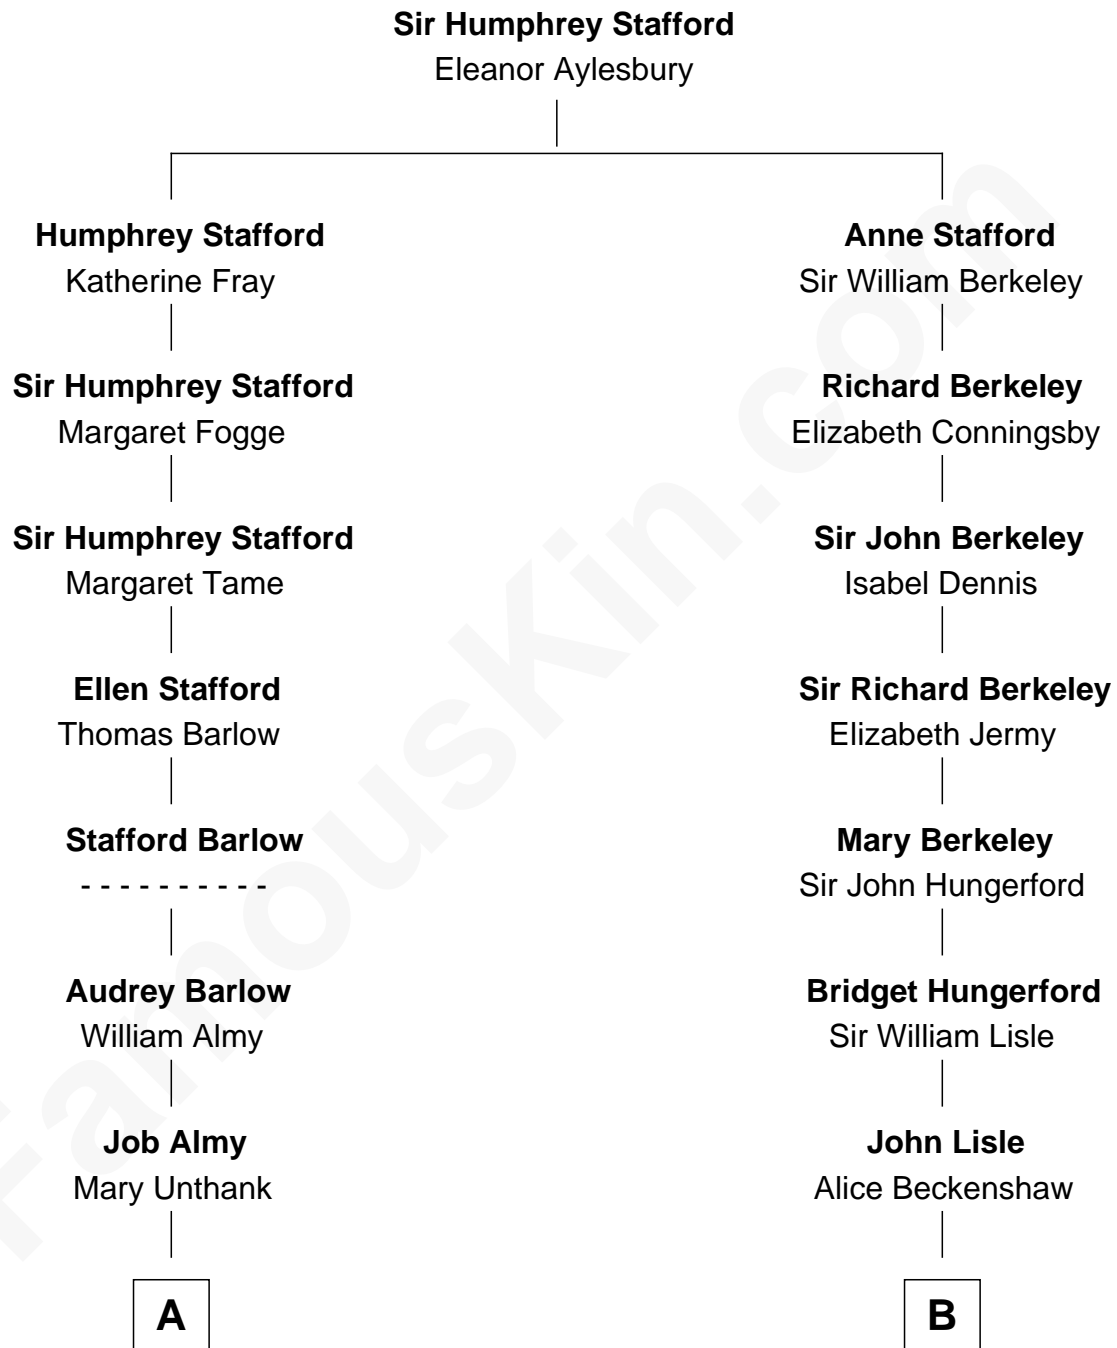 Sir Humphrey Stafford
Eleanor Aylesbury
Humphrey Stafford
Katherine Fray
Anne Stafford
Sir William Berkeley
Sir Humphrey Stafford
Margaret Fogge
Richard Berkeley
Elizabeth Conningsby
Sir Humphrey Stafford
Margaret Tame
Sir John Berkeley
Isabel Dennis
Ellen Stafford
Thomas Barlow
Sir Richard Berkeley
Elizabeth Jermy
Stafford Barlow
- - - - - - - - - -
Mary Berkeley
Sir John Hungerford
Audrey Barlow
William Almy
Bridget Hungerford
Sir William Lisle
Job Almy
Mary Unthank
John Lisle
Alice Beckenshaw
A
B
FamousKin.com